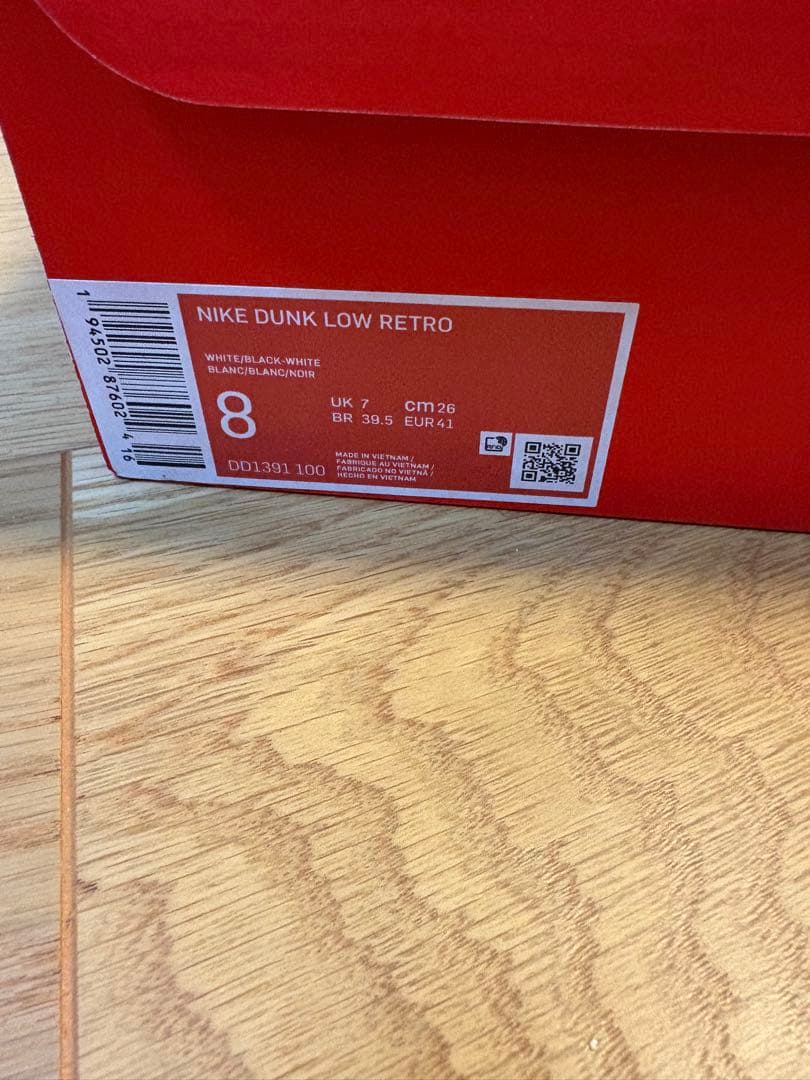 NIKE DUNK LOW RETRO
WHITE/BLACK-WHITE
BLANC/BLANC/NOIR
8
UK 7 cm 26
BR 39.5 EUR 41
DD1391 100
MADE IN VIETNAM /
FABRIQUE AU VIETNAM /
FABRICADO NO VIETNÃ /
HECHO EN VIETNAM
1 94502 87602 4 16